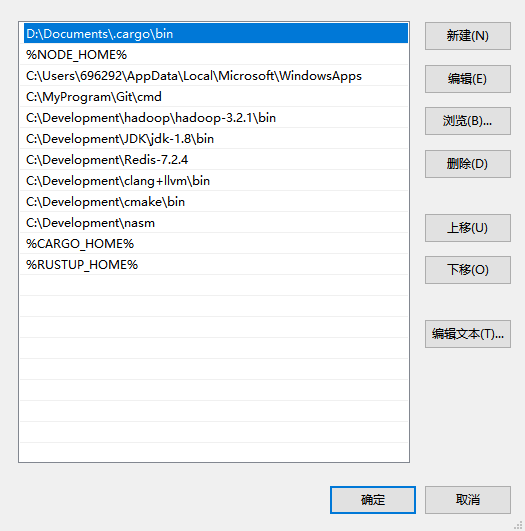 D:\Documents\.cargo\bin
%NODE_HOME%
C:\Users\696292\AppData\Local\Microsoft\WindowsApps
C:\MyProgram\Git\cmd
C:\Development\hadoop\hadoop-3.2.1\bin
C:\Development\JDK\jdk-1.8\bin
C:\Development\Redis-7.2.4
C:\Development\clang+llvm\bin
C:\Development\cmake\bin
C:\Development\nasm
%CARGO_HOME%
%RUSTUP_HOME%
新建(N)
编辑(E)
浏览(B)...
删除(D)
上移(U)
下移(O)
编辑文本(T)...
确定
取消